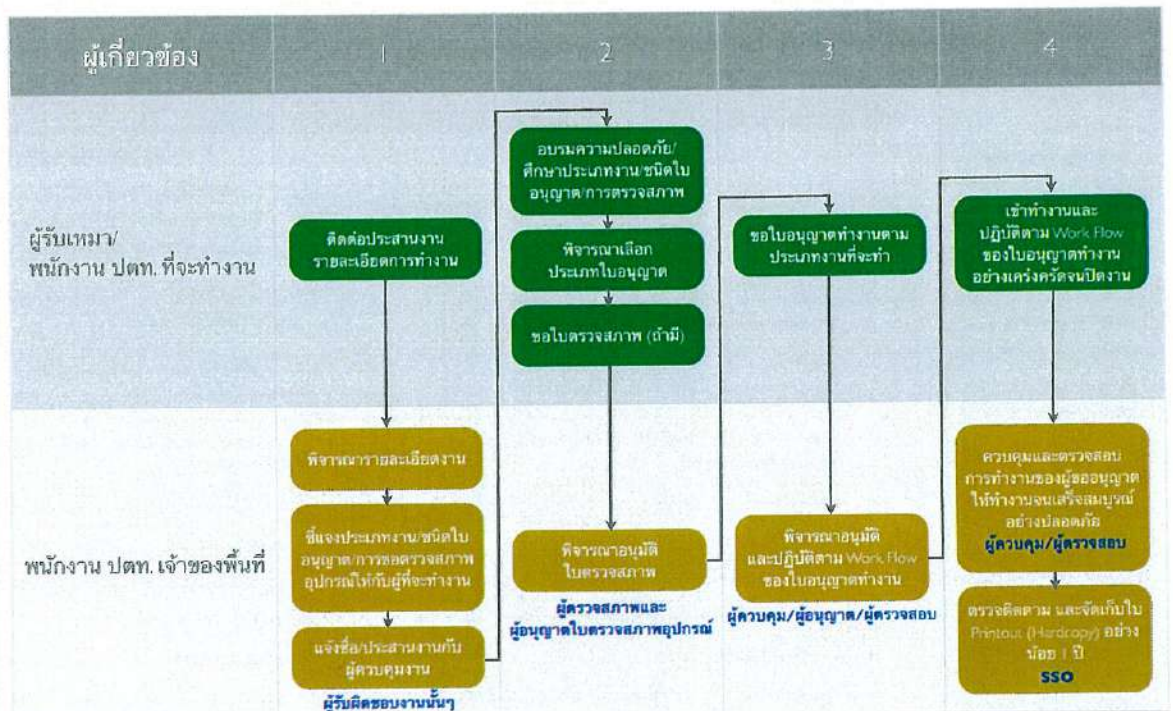 ผู้เกี่ยวข้อง
1
2
3
4
ผู้รับเหมา/
พนักงาน ปตท. ที่จะทำงาน
ติดต่อประสานงาน
รายละเอียดการทำงาน
อบรมความปลอดภัย/
ศึกษาประเภทงาน/ชนิดใบ
อนุญาต/การตรวจสภาพ
พิจารณาเลือก
ประเภทใบอนุญาต
ขอใบตรวจสภาพ (ถ้ามี)
ขอใบอนุญาตทำงานตาม
ประเภทงานที่จะทำ
เข้าทำงานและ
ปฏิบัติตาม Work Flow
ของใบอนุญาตทำงาน
อย่างเคร่งครัดจนปิดงาน
พนักงาน ปตท. เจ้าของพื้นที่
พิจารณารายละเอียดงาน
ชี้แจงประเภทงาน/ชนิดใบ
อนุญาต/การขอตรวจสภาพ
อุปกรณ์ให้กับผู้ที่จะทำงาน
แจ้งชื่อ/ประสานงานกับ
ผู้ควบคุมงาน
ผู้รับผิดชอบงานนั้นๆ
พิจารณาอนุมัติ
ใบตรวจสภาพ
ผู้ตรวจสภาพและ
ผู้อนุญาตใบตรวจสภาพอุปกรณ์
พิจารณาอนุมัติ
และปฏิบัติตาม Work Flow
ของใบอนุญาตทำงาน
ผู้ควบคุม/ผู้อนุญาต/ผู้ตรวจสอบ
ควบคุมและตรวจสอบ
การทำงานของผู้ขออนุญาต
ให้ทำงานจนเสร็จสมบูรณ์
อย่างปลอดภัย
ผู้ควบคุม/ผู้ตรวจสอบ
ตรวจติดตาม และจัดเก็บใบ
Printout (Hardcopy) อย่าง
น้อย 1 ปี
SSO